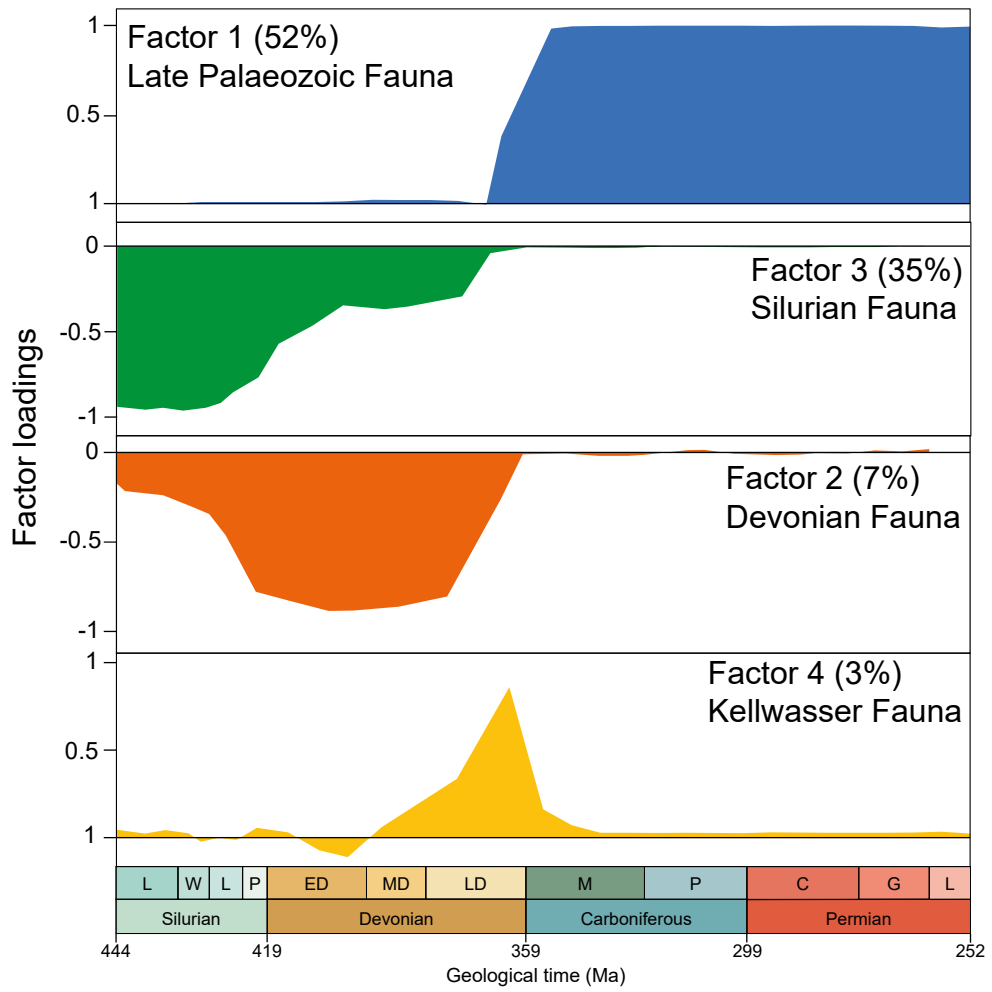 Factor 1 (52%)
Late Palaeozoic Fauna
1
0.5
1
Factor 3 (35%)
Silurian Fauna
0
-0.5
-1
Factor 2 (7%)
Devonian Fauna
0
-0.5
-1
Factor 4 (3%)
Kellwasser Fauna
1
0.5
1
Factor loadings
L W L P ED MD LD M P C G L
Silurian Devonian Carboniferous Permian
444 419 359 299 252
Geological time (Ma)